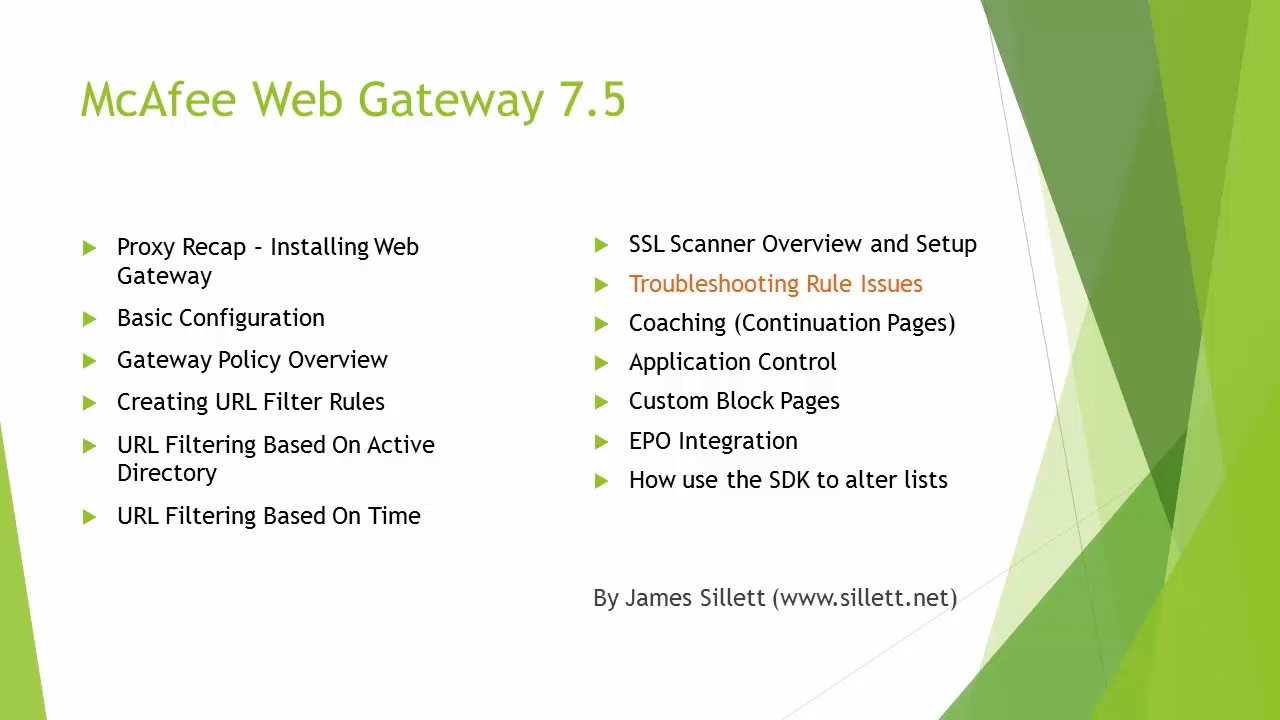 McAfee Web Gateway 7.5
Proxy Recap – Installing Web
Gateway
Basic Configuration
Gateway Policy Overview
Creating URL Filter Rules
URL Filtering Based On Active
Directory
URL Filtering Based On Time
SSL Scanner Overview and Setup
Troubleshooting Rule Issues
Coaching (Continuation Pages)
Application Control
Custom Block Pages
EPO Integration
How use the SDK to alter lists
By James Sillett (www.sillett.net)